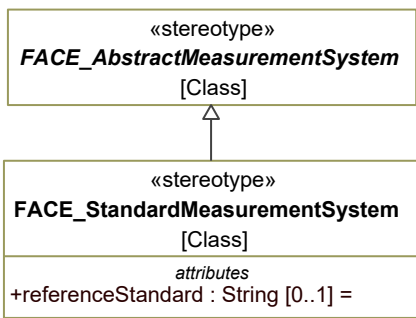 «stereotype»
FACE_AbstractMeasurementSystem
[Class]
«stereotype»
FACE_StandardMeasurementSystem
[Class]
attributes
+referenceStandard : String [0..1] =